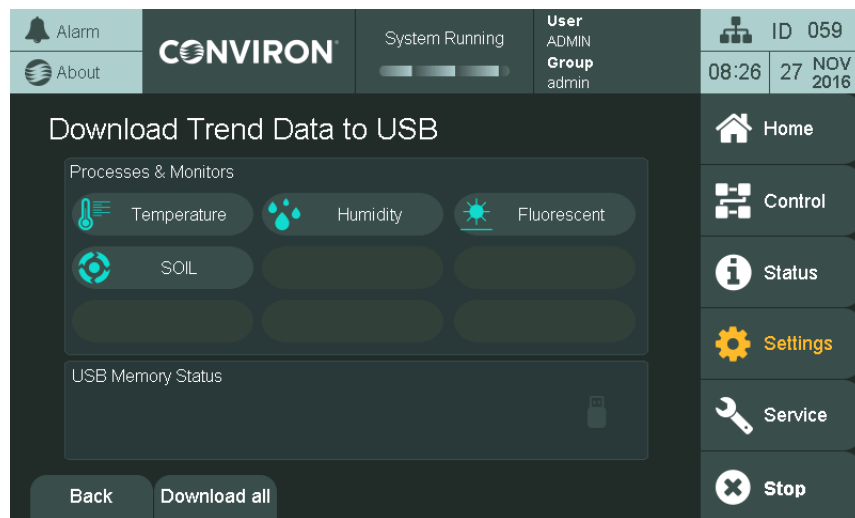 Alarm
About
CONVIRON
System Running
User
ADMIN
Group
admin
ID 059
08:26
27 NOV
2016
Download Trend Data to USB
Processes & Monitors
Temperature
Humidity
Fluorescent
SOIL
USB Memory Status
Back
Download all
Home
Control
Status
Settings
Service
Stop